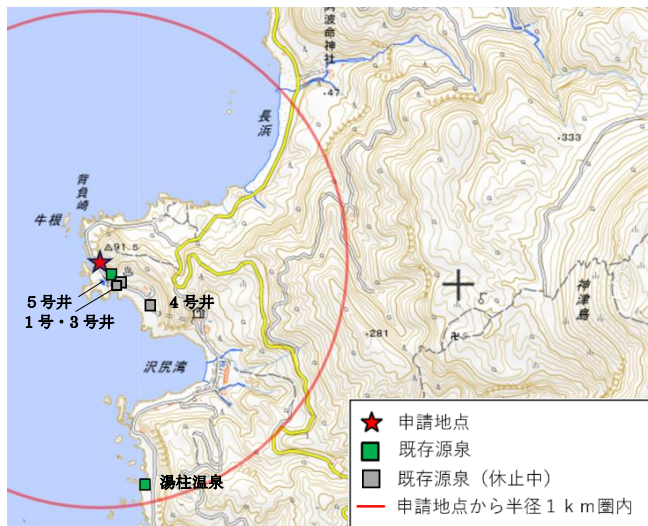 阿波命神社
・47
長浜
・333
背負崎
牛根
△91.5
5号井
1号・3号井
4号井
神津島
・281
沢尻湾
湯柱温泉
申請地点
既存源泉
既存源泉（休止中）
申請地点から半径１ｋｍ圏内